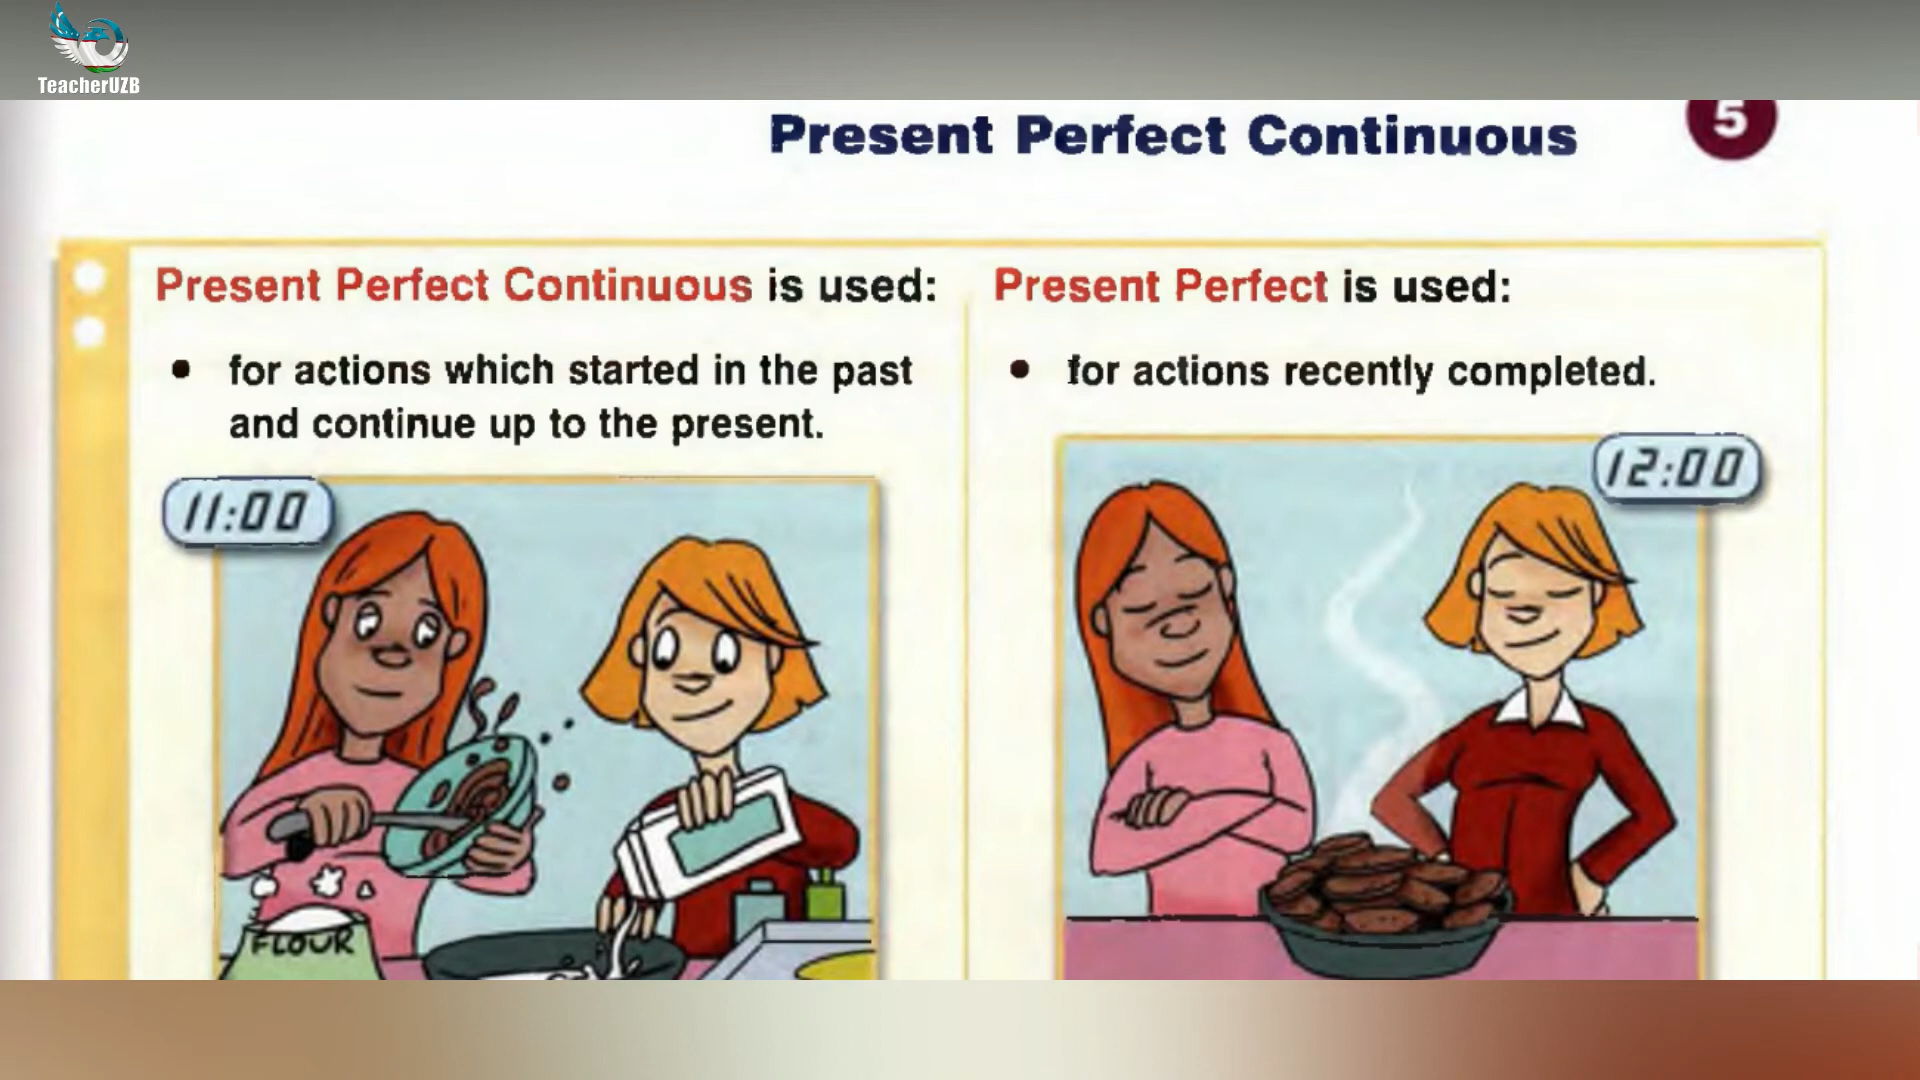 TeacherUZB
Present Perfect Continuous
5
Present Perfect Continuous is used:
• for actions which started in the past
and continue up to the present.
11:00
FLOUR
Present Perfect is used:
• for actions recently completed.
12:00